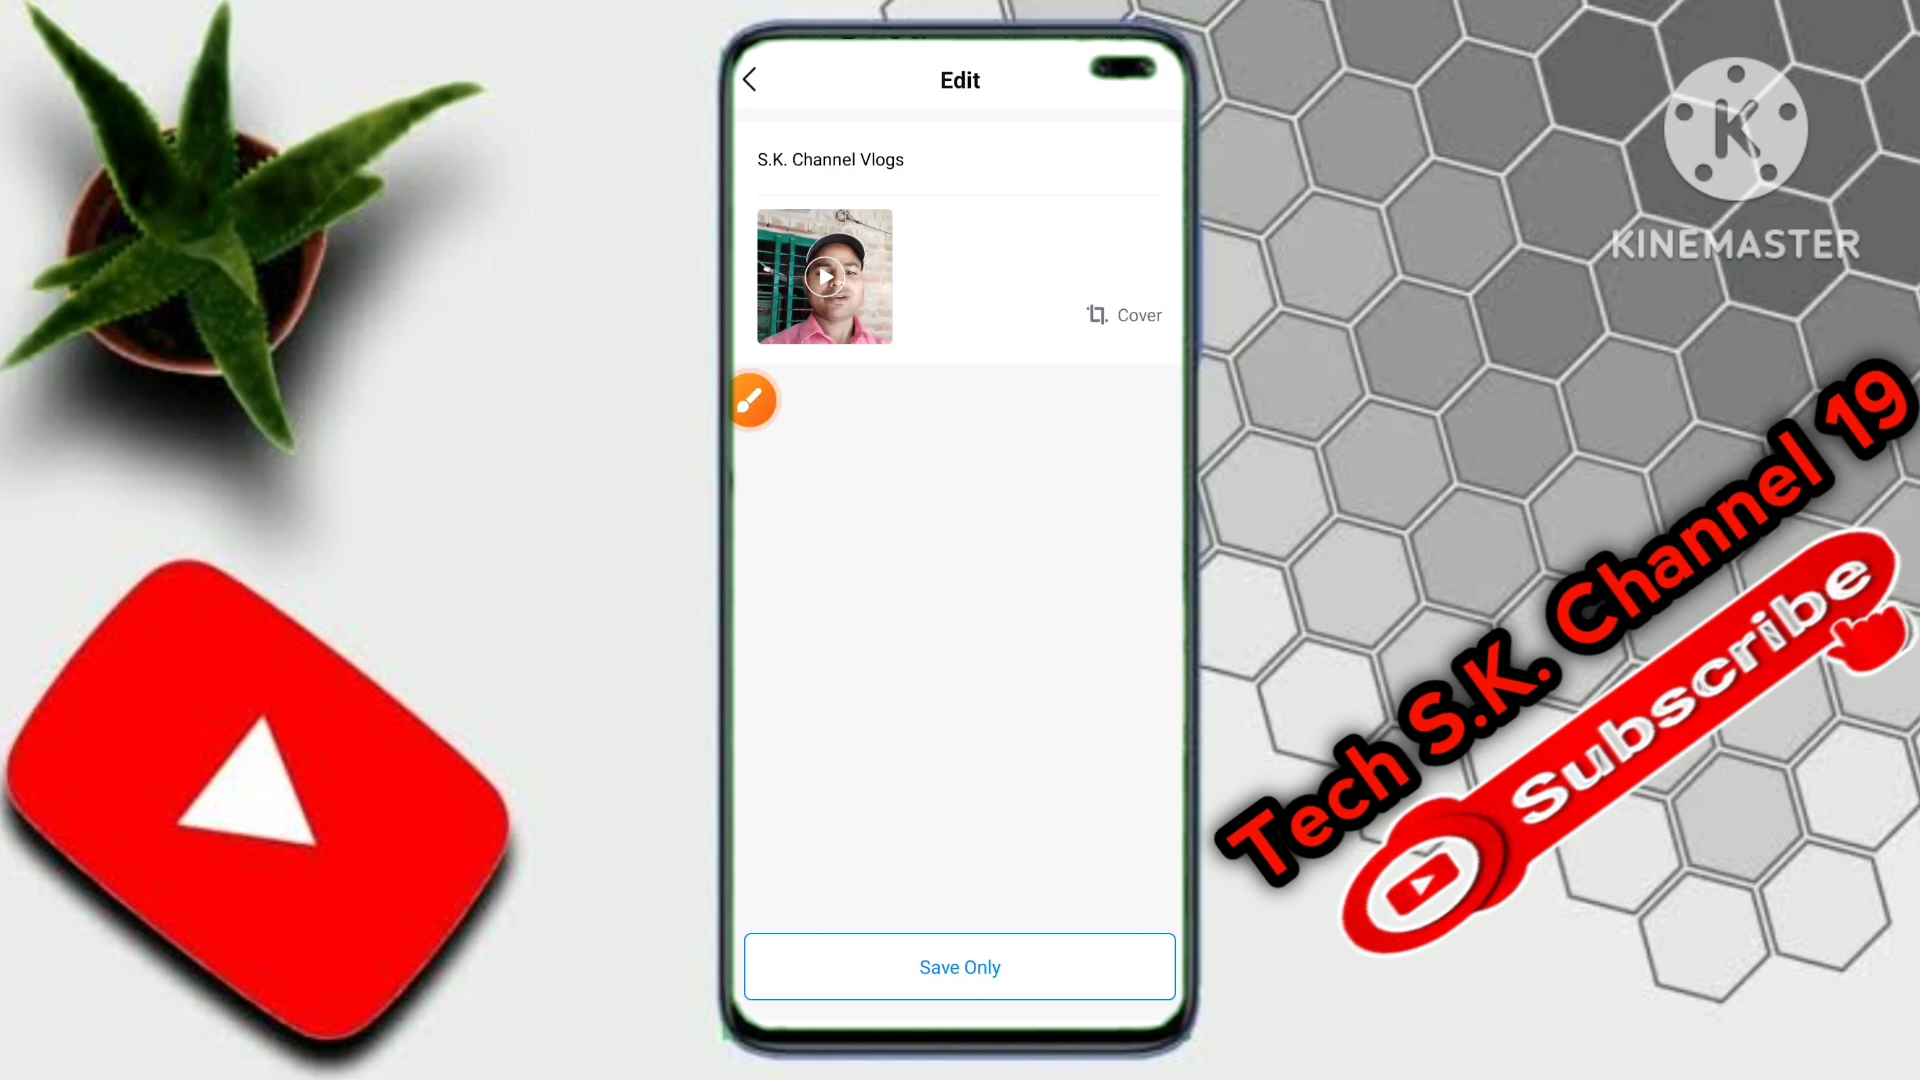 Edit
S.K. Channel Vlogs
Cover
Save Only
KINEMASTER
Tech S.K. Channel 19
Subscribe